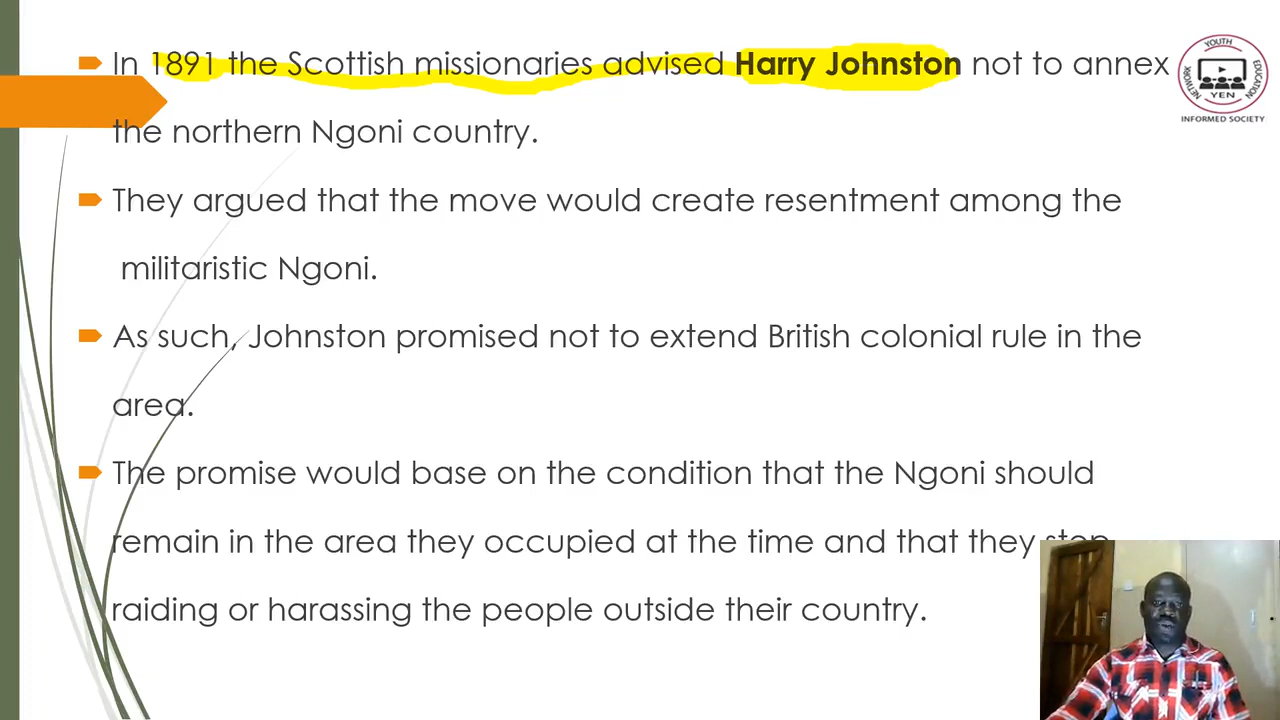 In 1891 the Scottish missionaries advised Harry Johnston not to annex
the northern Ngoni country.
They argued that the move would create resentment among the
militaristic Ngoni.
As such, Johnston promised not to extend British colonial rule in the
area.
The promise would base on the condition that the Ngoni should
remain in the area they occupied at the time and that they stop
raiding or harassing the people outside their country.
YOUTH
EDUCATION
NETWORK
YEN
INFORMED SOCIETY